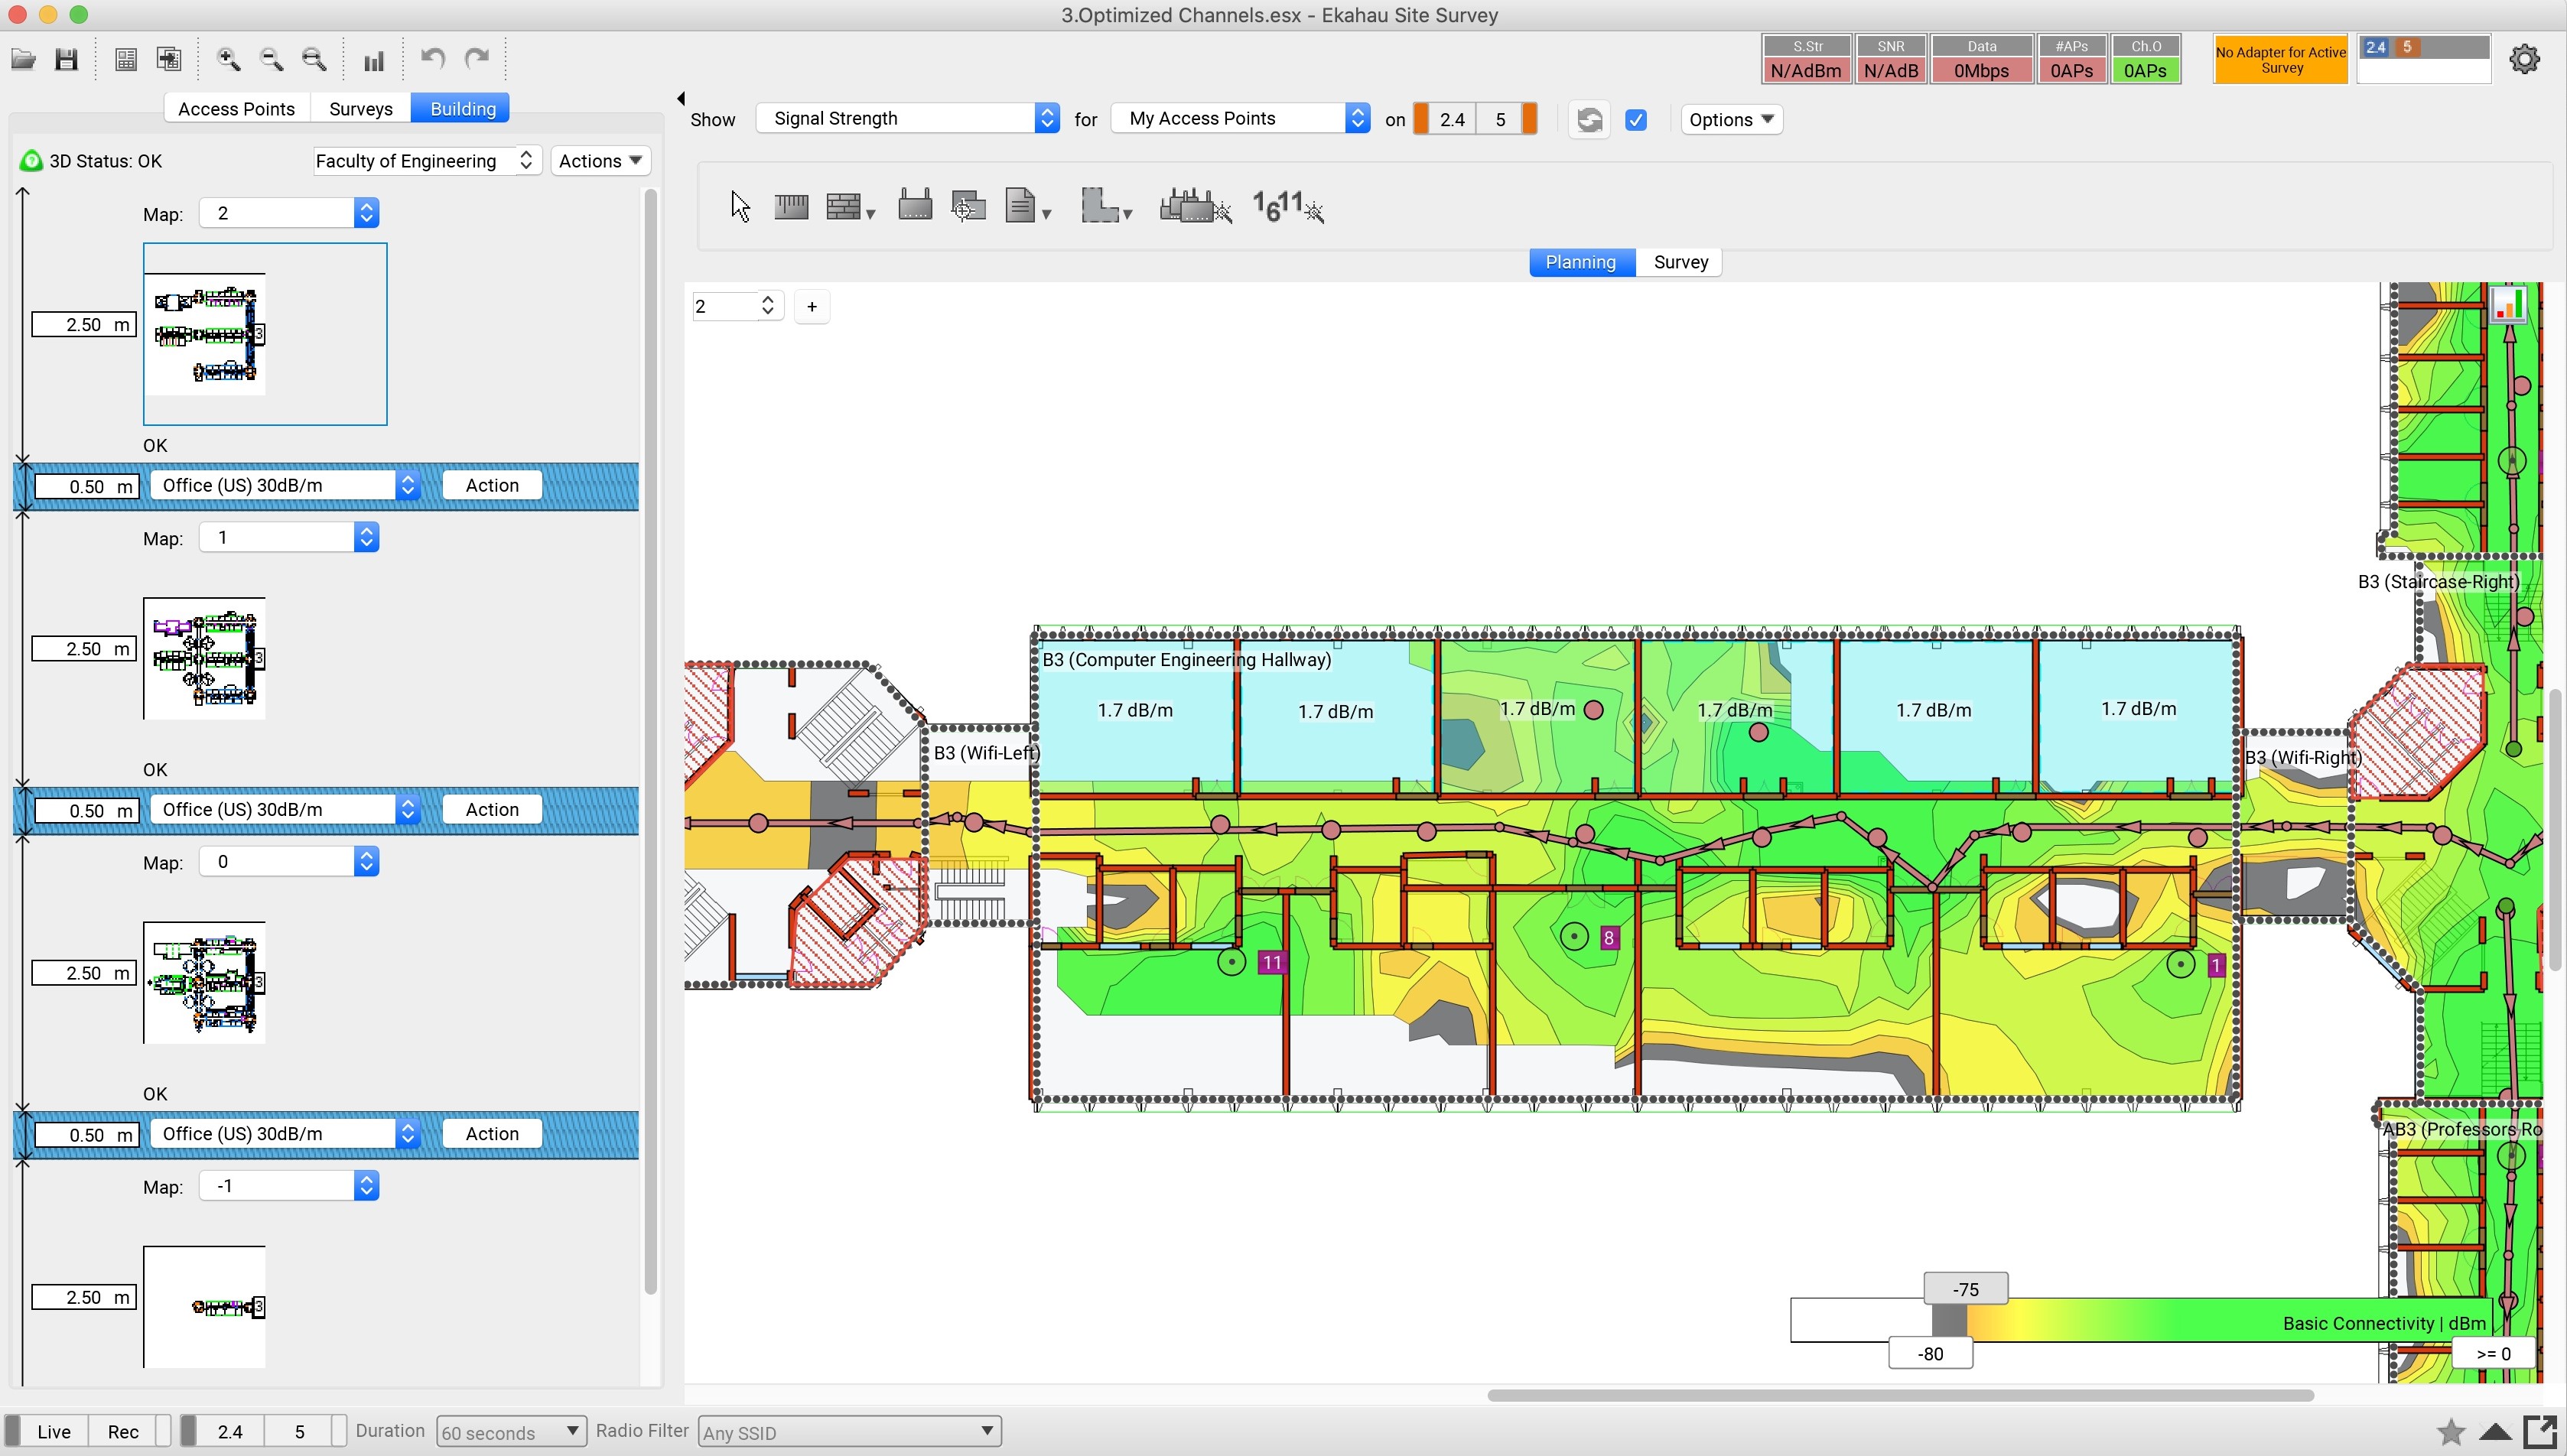 3.Optimized Channels.esx - Ekahau Site Survey
S.Str SNR Data #APs Ch.O
N/AdBm N/AdB 0Mbps 0APs 0APs
No Adapter for Active Survey
2.4 5
Access Points Surveys Building
Show Signal Strength for My Access Points on 2.4 5 Options
3D Status: OK Faculty of Engineering Actions
1 6 11
Planning Survey
2 +
Map: 2
2.50 m
3
OK
0.50 m Office (US) 30dB/m Action
Map: 1
2.50 m
3
OK
0.50 m Office (US) 30dB/m Action
Map: 0
2.50 m
3
OK
0.50 m Office (US) 30dB/m Action
Map: -1
2.50 m
3
B3 (Staircase-Right)
B3 (Computer Engineering Hallway)
1.7 dB/m 1.7 dB/m 1.7 dB/m 1.7 dB/m 1.7 dB/m 1.7 dB/m
B3 (Wifi-Left) B3 (Wifi-Right)
11 8 1
AB3 (Professors Ro
-75
Basic Connectivity | dBm
-80 >= 0
Live Rec 2.4 5 Duration 60 seconds Radio Filter Any SSID